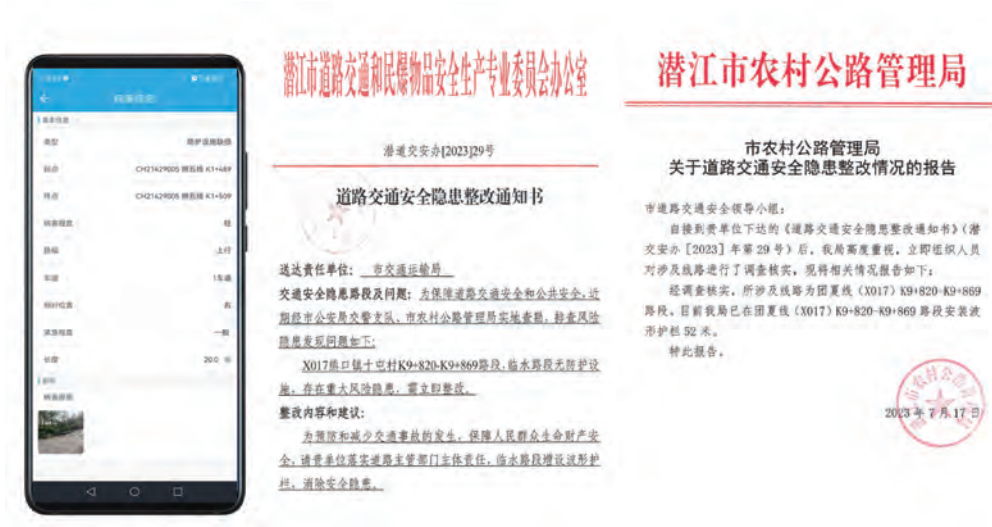 病害信息
基本信息
类型
防护设施缺损
起点
CH21429005 狮五线 K1+489
终点
CH21429005 狮五线 K1+509
病害程度
轻
路幅
上行
车道
1车道
相对位置
右
紧急程度
一般
长度
20.0 米
病害原图
潜江市道路交通和民爆物品安全生产专业委员会办公室
潜道交安办[2023]29号
道路交通安全隐患整改通知书
送达责任单位: 市交通运输局
交通安全隐患路段及问题: 为保障道路交通安全和公共安全,近
期经市公安局交警支队、市农村公路管理局实地查勘,排查风险
隐患发现问题如下:
X017熊口镇十屯村K9+820-K9+869路段,临水路段无防护设
施,存在重大风险隐患,需立即整改。
整改内容和建议:
为预防和减少交通事故的发生,保障人民群众生命财产安
全,请贵单位落实道路主管部门主体责任,临水路段增设波形护
栏,消除安全隐患。
潜江市农村公路管理局
市农村公路管理局
关于道路交通安全隐患整改情况的报告
市道路交通安全领导小组:
自接到贵单位下达的《道路交通安全隐患整改通知书》(潜
交安办[2023]年第29号)后,我局高度重视,立即组织人员
对涉及线路进行了调查核实,现将相关情况报告如下:
经调查核实,所涉及线路为团夏线(X017)K9+820-K9+869
路段。目前我局已在团夏线(X017)K9+820-K9+869路段安装波
形护栏52米。
特此报告。
2023年7月17日